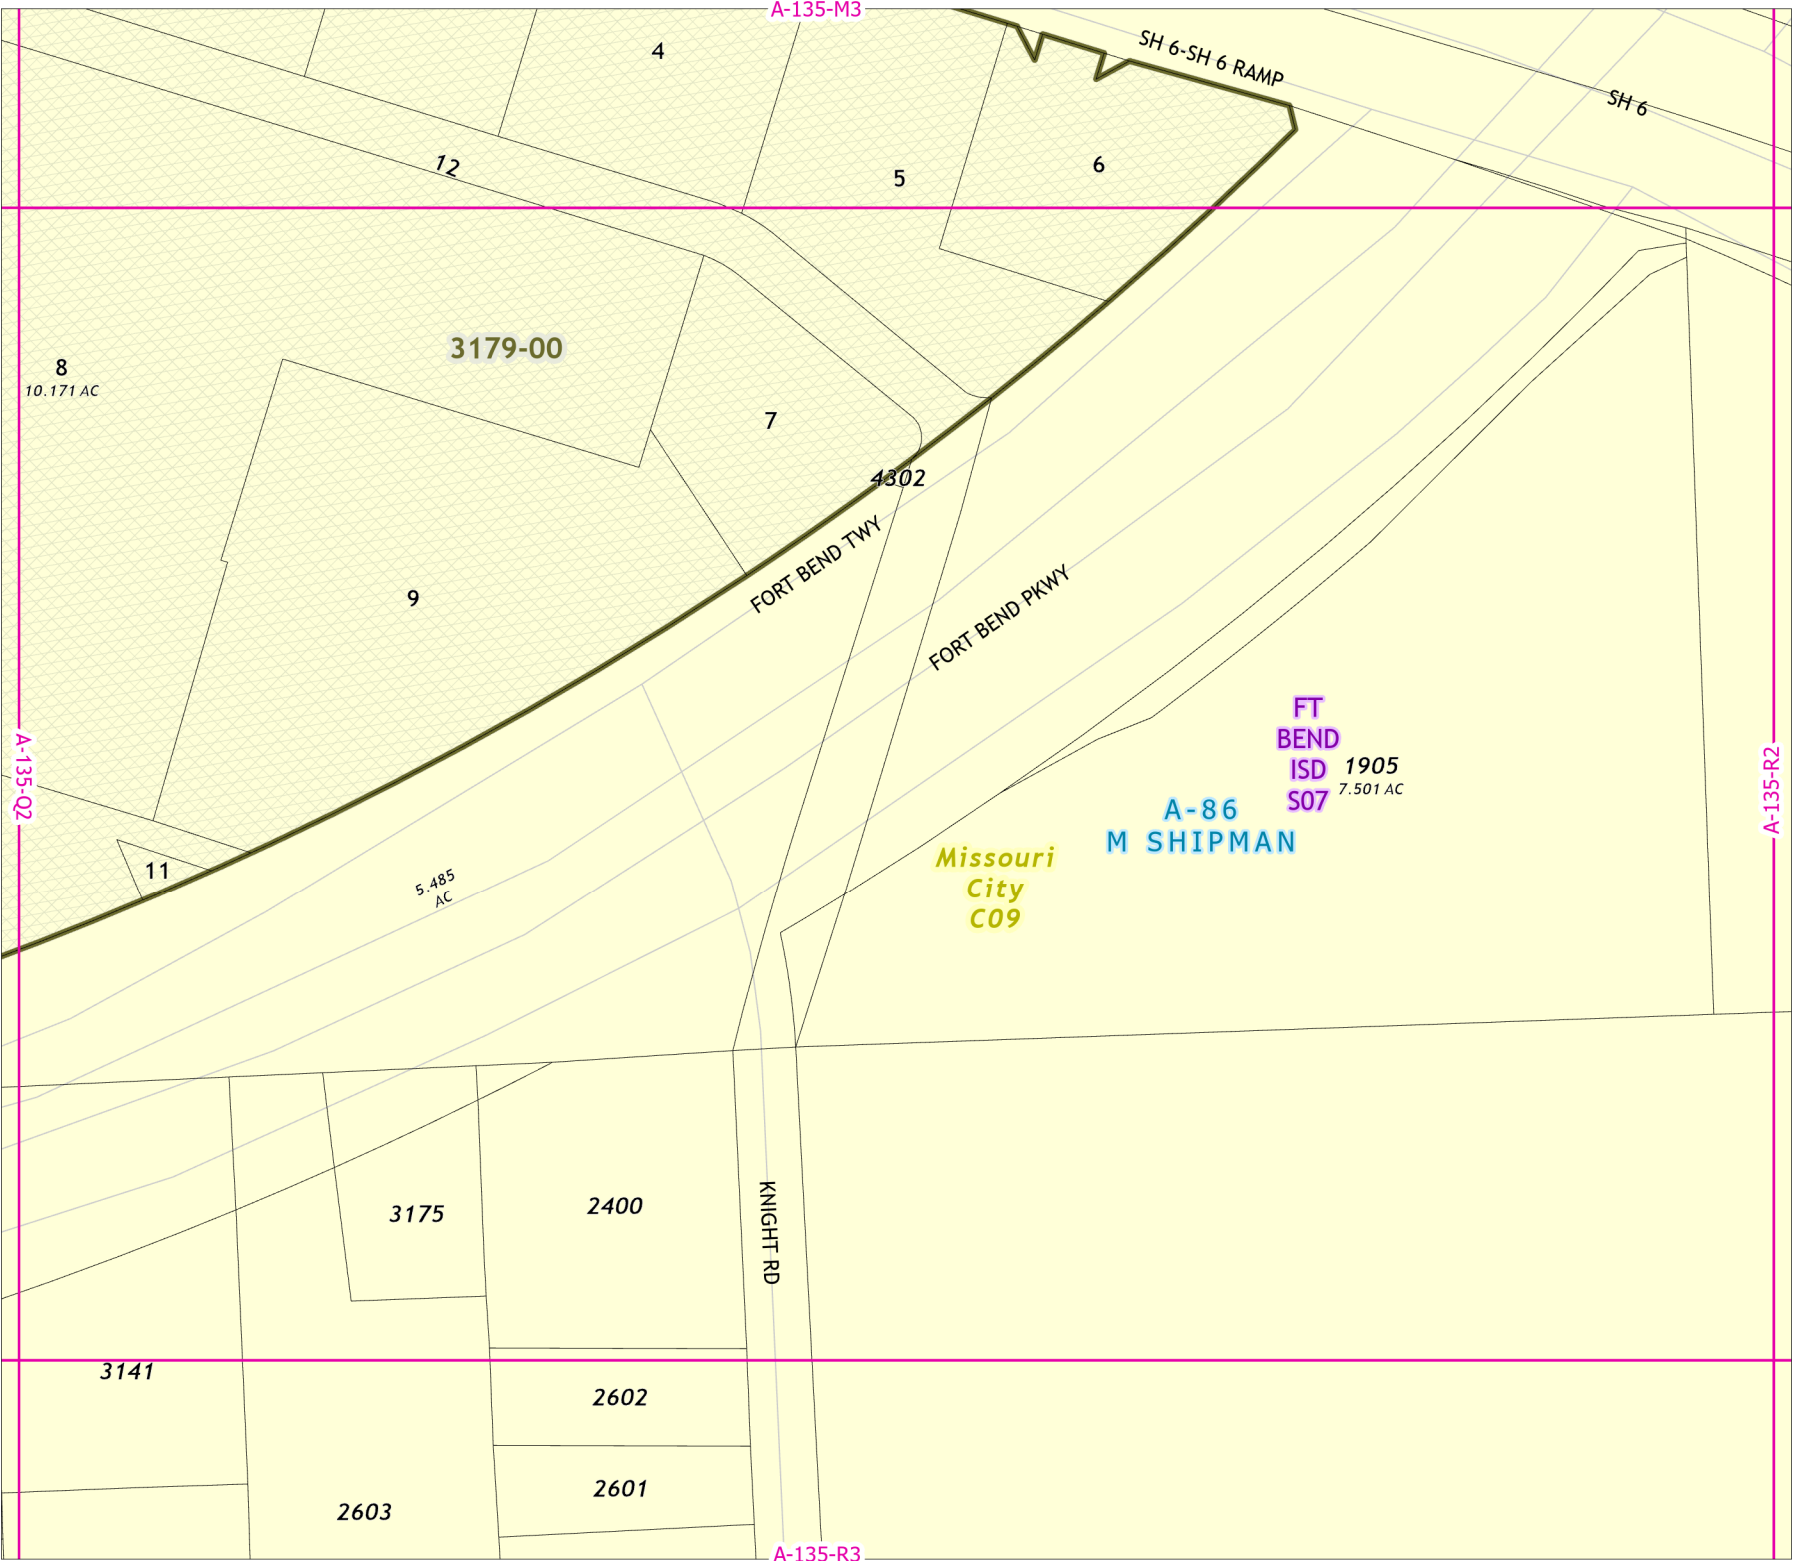 A-135-M3
SH 6-SH 6 RAMP
SH 6
4
12
5
6
3179-00
8
10.171 AC
7
4302
9
FORT BEND TWY
FORT BEND PKWY
A-135-Q2
A-135-R2
FT
BEND
ISD
S07
1905
7.501 AC
A-86
M SHIPMAN
Missouri
City
C09
11
5.485
AC
3175
2400
KNIGHT RD
3141
2602
2601
2603
A-135-R3